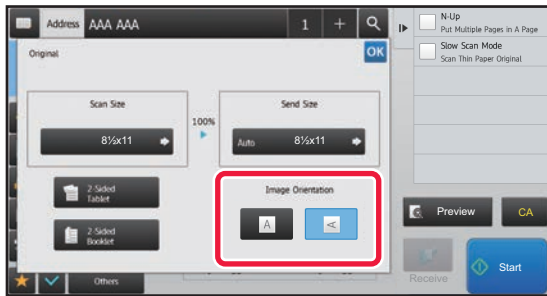 Address AAA AAA 1 +
N-Up
Put Multiple Pages in A Page
Original OK
Slow Scan Mode
Scan Thin Paper Original
Scan Size
100%
Send Size
8½x11
Auto 8½x11
2-Sided
Tablet
Image Orientation
A A
2-Sided
Booklet
Preview CA
Others
Receive
Start